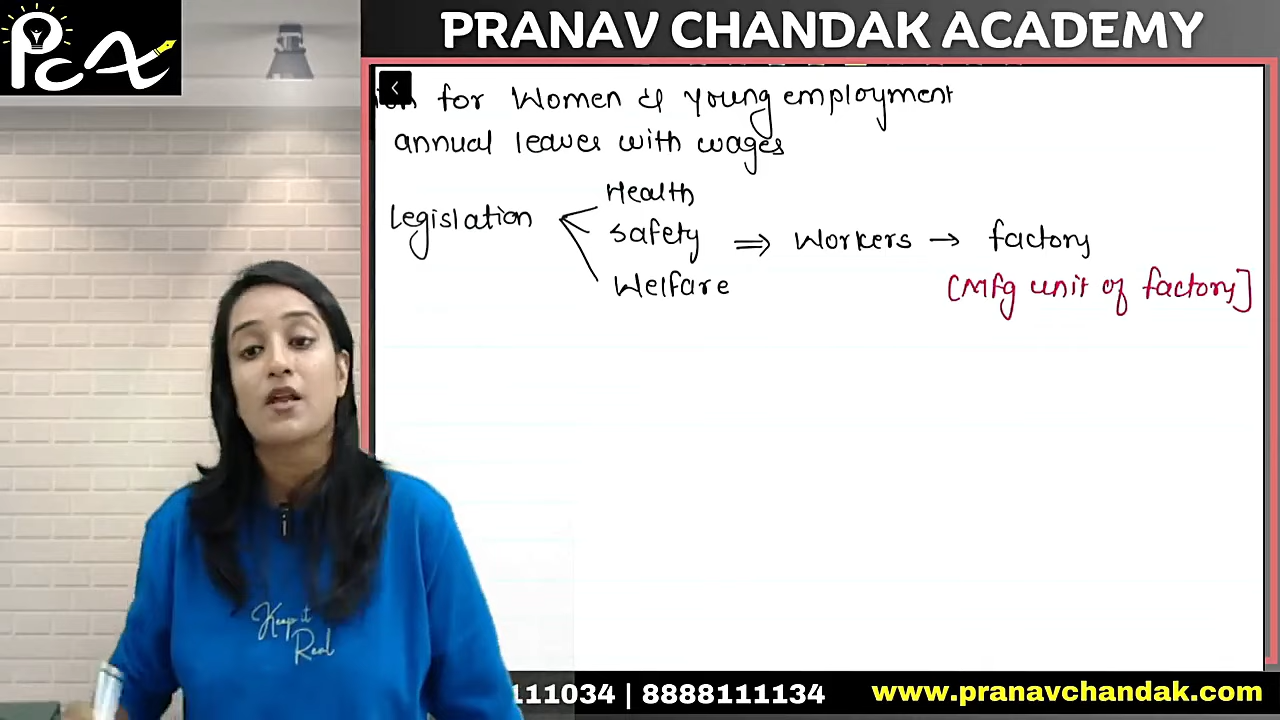 PCA
PRANAV CHANDAK ACADEMY
for Women & young employment
annual leaves with wages
Legislation
Health
Safety
Welfare
⇒ Workers → factory
[Mfg unit of factory]
Keep it
Real
111034 | 8888111134
www.pranavchandak.com